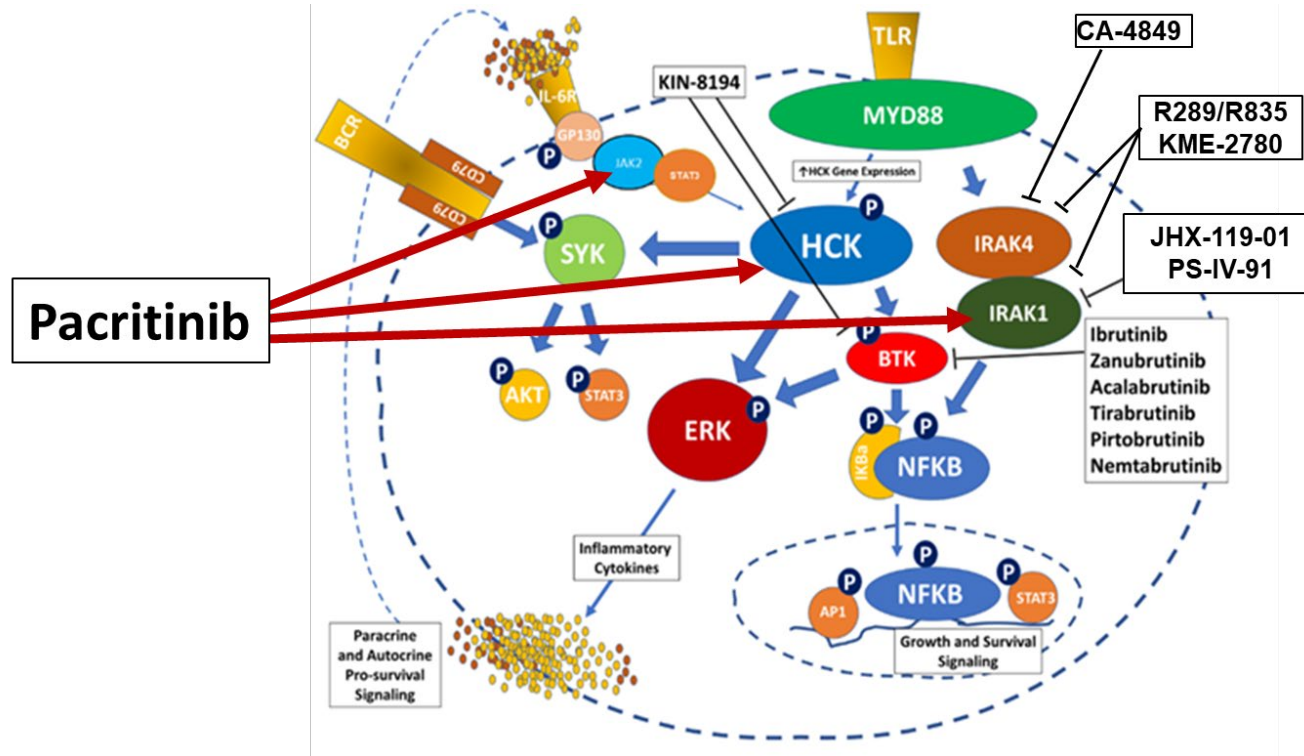 CA-4849
TLR
KIN-8194
IL-6R
MYD88
R289/R835
KME-2780
BCR
GP130
P
CD79
CD79
JAK2
STAT3
↑HCK Gene Expression
P
P
SYK
HCK
IRAK4
JHX-119-01
PS-IV-91
Pacritinib
IRAK1
P
BTK
Ibrutinib
Zanubrutinib
Acalabrutinib
Tirabrutinib
Pirtobrutinib
Nemtabrutinib
P
AKT
P
STAT3
P
ERK
P
P
IKBa
NFKB
Inflammatory
Cytokines
P
P
P
AP1
NFKB
STAT3
Growth and Survival
Signaling
Paracrine
and Autocrine
Pro-survival
Signaling